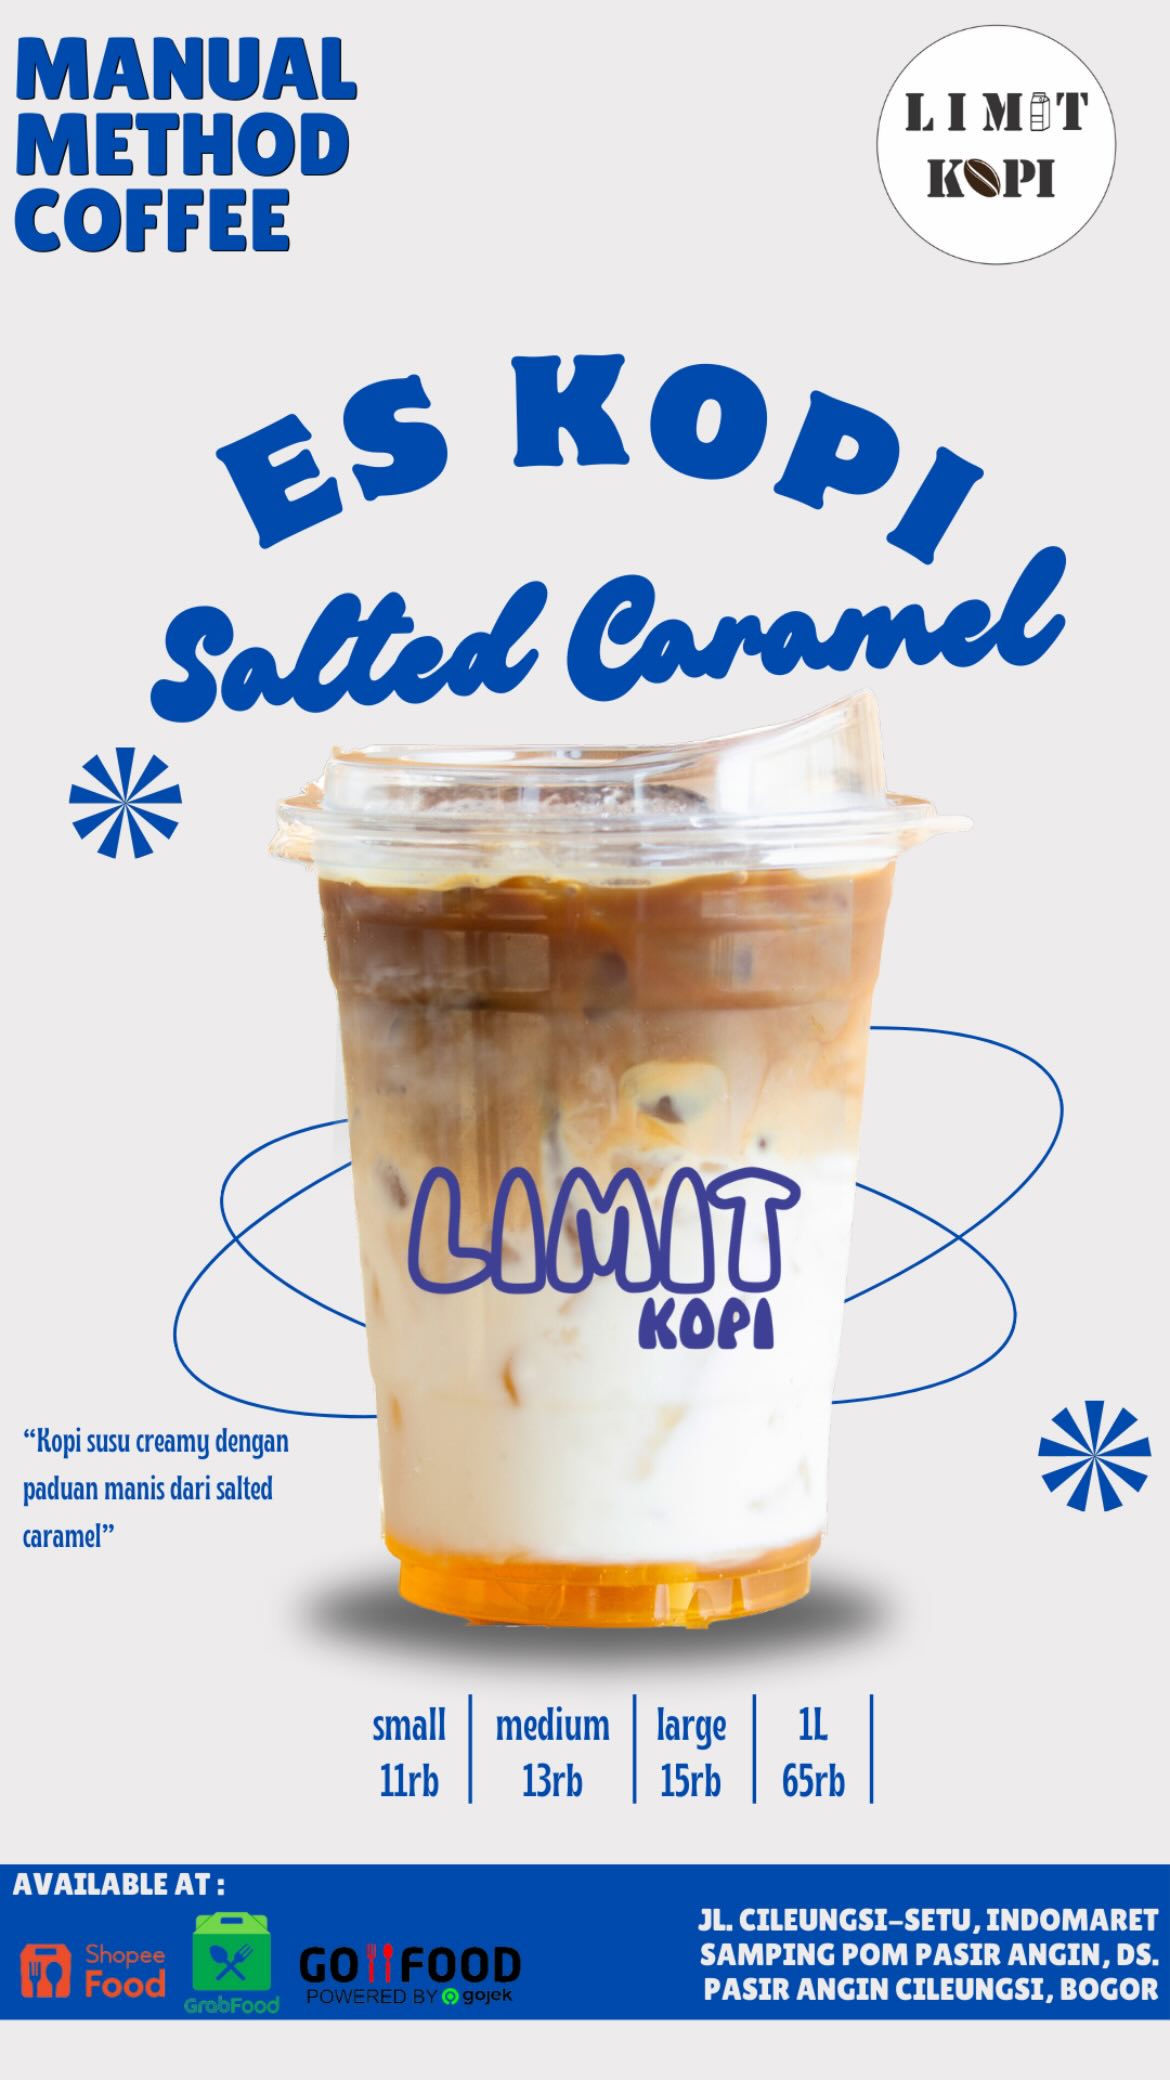 MANUAL
METHOD
COFFEE
LIMIT
KOPI
ES KOPI
Salted Caramel
LIMIT
KOPI
“Kopi susu creamy dengan
paduan manis dari salted
caramel”
small | medium | large | 1L
11rb | 13rb | 15rb | 65rb
AVAILABLE AT :
Shopee
Food
GrabFood
GOFOOD
POWERED BY gojek
JL. CILEUNGSI-SETU, INDOMARET
SAMPING POM PASIR ANGIN, DS.
PASIR ANGIN CILEUNGSI, BOGOR